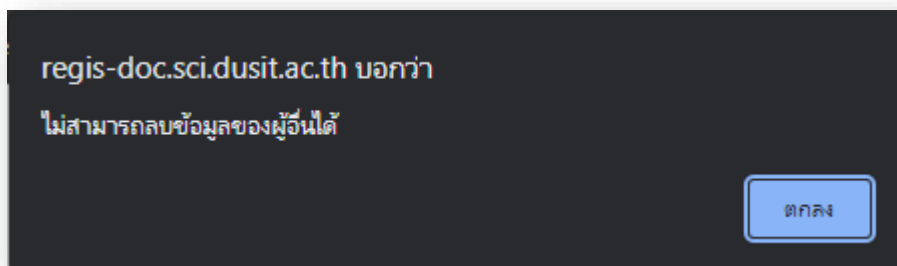 regis-doc.sci.dusit.ac.th บอกว่า
ไม่สามารถลบข้อมูลของผู้อื่นได้
ตกลง